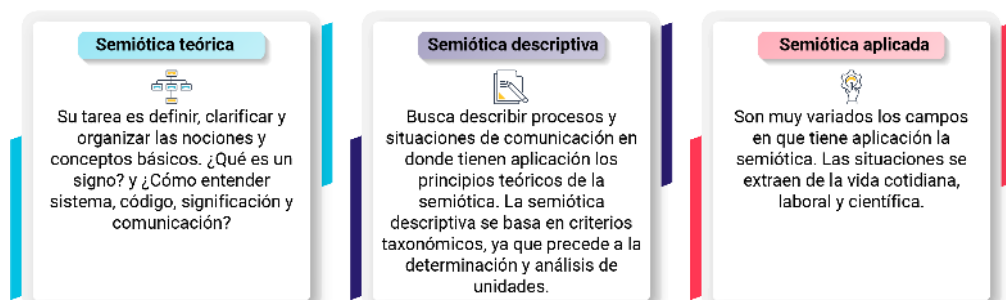 Semiótica teórica
Su tarea es definir, clarificar y
organizar las nociones y
conceptos básicos. ¿Qué es un
signo? y ¿Cómo entender
sistema, código, significación y
comunicación?
Semiótica descriptiva
Busca describir procesos y
situaciones de comunicación en
donde tienen aplicación los
principios teóricos de la
semiótica. La semiótica
descriptiva se basa en criterios
taxonómicos, ya que precede a la
determinación y análisis de
unidades.
Semiótica aplicada
Son muy variados los campos
en que tiene aplicación la
semiótica. Las situaciones se
extraen de la vida cotidiana,
laboral y científica.